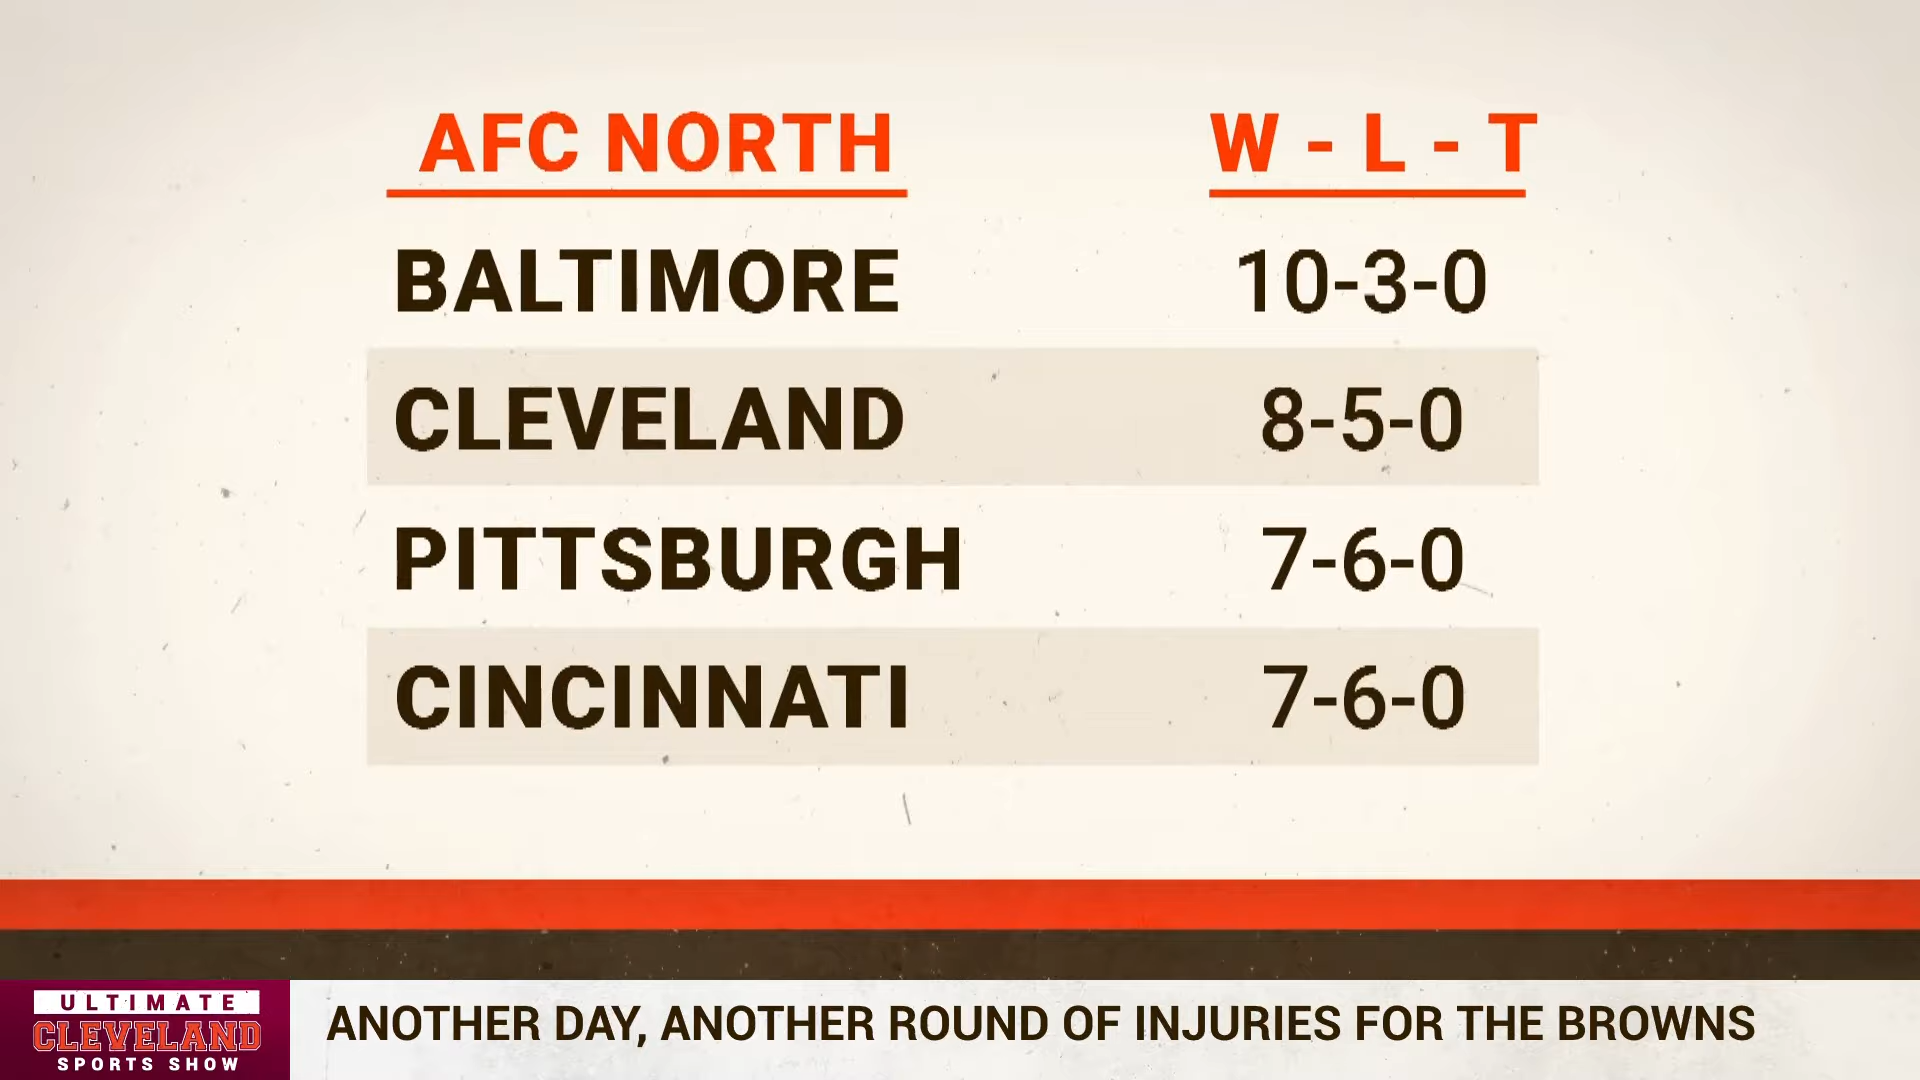 AFC NORTH W - L - T
BALTIMORE 10-3-0
CLEVELAND 8-5-0
PITTSBURGH 7-6-0
CINCINNATI 7-6-0
ULTIMATE
CLEVELAND
SPORTS SHOW
ANOTHER DAY, ANOTHER ROUND OF INJURIES FOR THE BROWNS